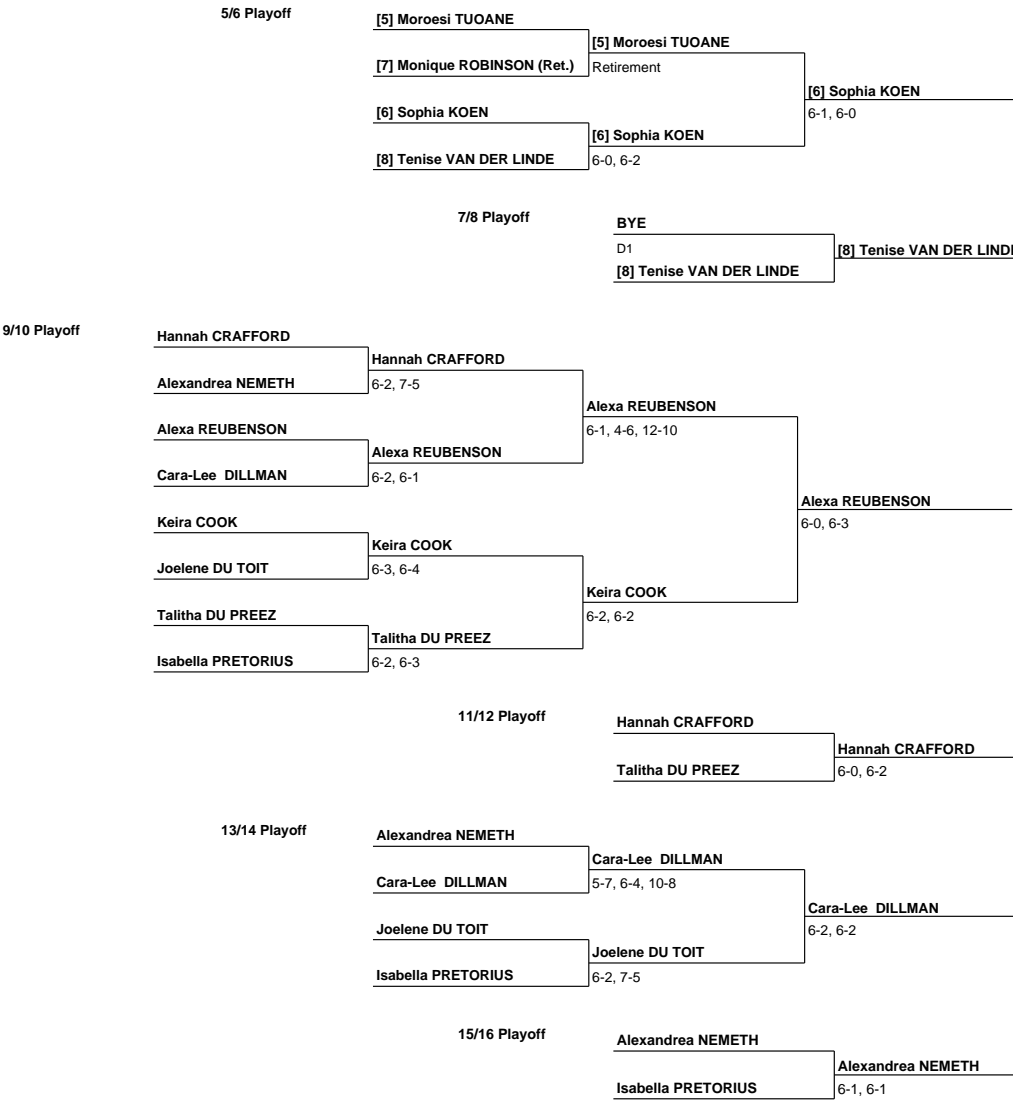 5/6 Playoff
[5] Moroesi TUOANE
[5] Moroesi TUOANE
[7] Monique ROBINSON (Ret.)
Retirement
[6] Sophia KOEN
6-1, 6-0
[6] Sophia KOEN
[6] Sophia KOEN
[8] Tenise VAN DER LINDE
6-0, 6-2
7/8 Playoff
BYE
D1
[8] Tenise VAN DER LIND
[8] Tenise VAN DER LINDE
9/10 Playoff
Hannah CRAFFORD
Hannah CRAFFORD
Alexandrea NEMETH
6-2, 7-5
Alexa REUBENSON
6-1, 4-6, 12-10
Alexa REUBENSON
Alexa REUBENSON
Cara-Lee DILLMAN
6-2, 6-1
Alexa REUBENSON
6-0, 6-3
Keira COOK
Keira COOK
Joelene DU TOIT
6-3, 6-4
Keira COOK
6-2, 6-2
Talitha DU PREEZ
Talitha DU PREEZ
Isabella PRETORIUS
6-2, 6-3
11/12 Playoff
Hannah CRAFFORD
Hannah CRAFFORD
Talitha DU PREEZ
6-0, 6-2
13/14 Playoff
Alexandrea NEMETH
Cara-Lee DILLMAN
Cara-Lee DILLMAN
5-7, 6-4, 10-8
Cara-Lee DILLMAN
6-2, 6-2
Joelene DU TOIT
Joelene DU TOIT
Isabella PRETORIUS
6-2, 7-5
15/16 Playoff
Alexandrea NEMETH
Alexandrea NEMETH
Isabella PRETORIUS
6-1, 6-1